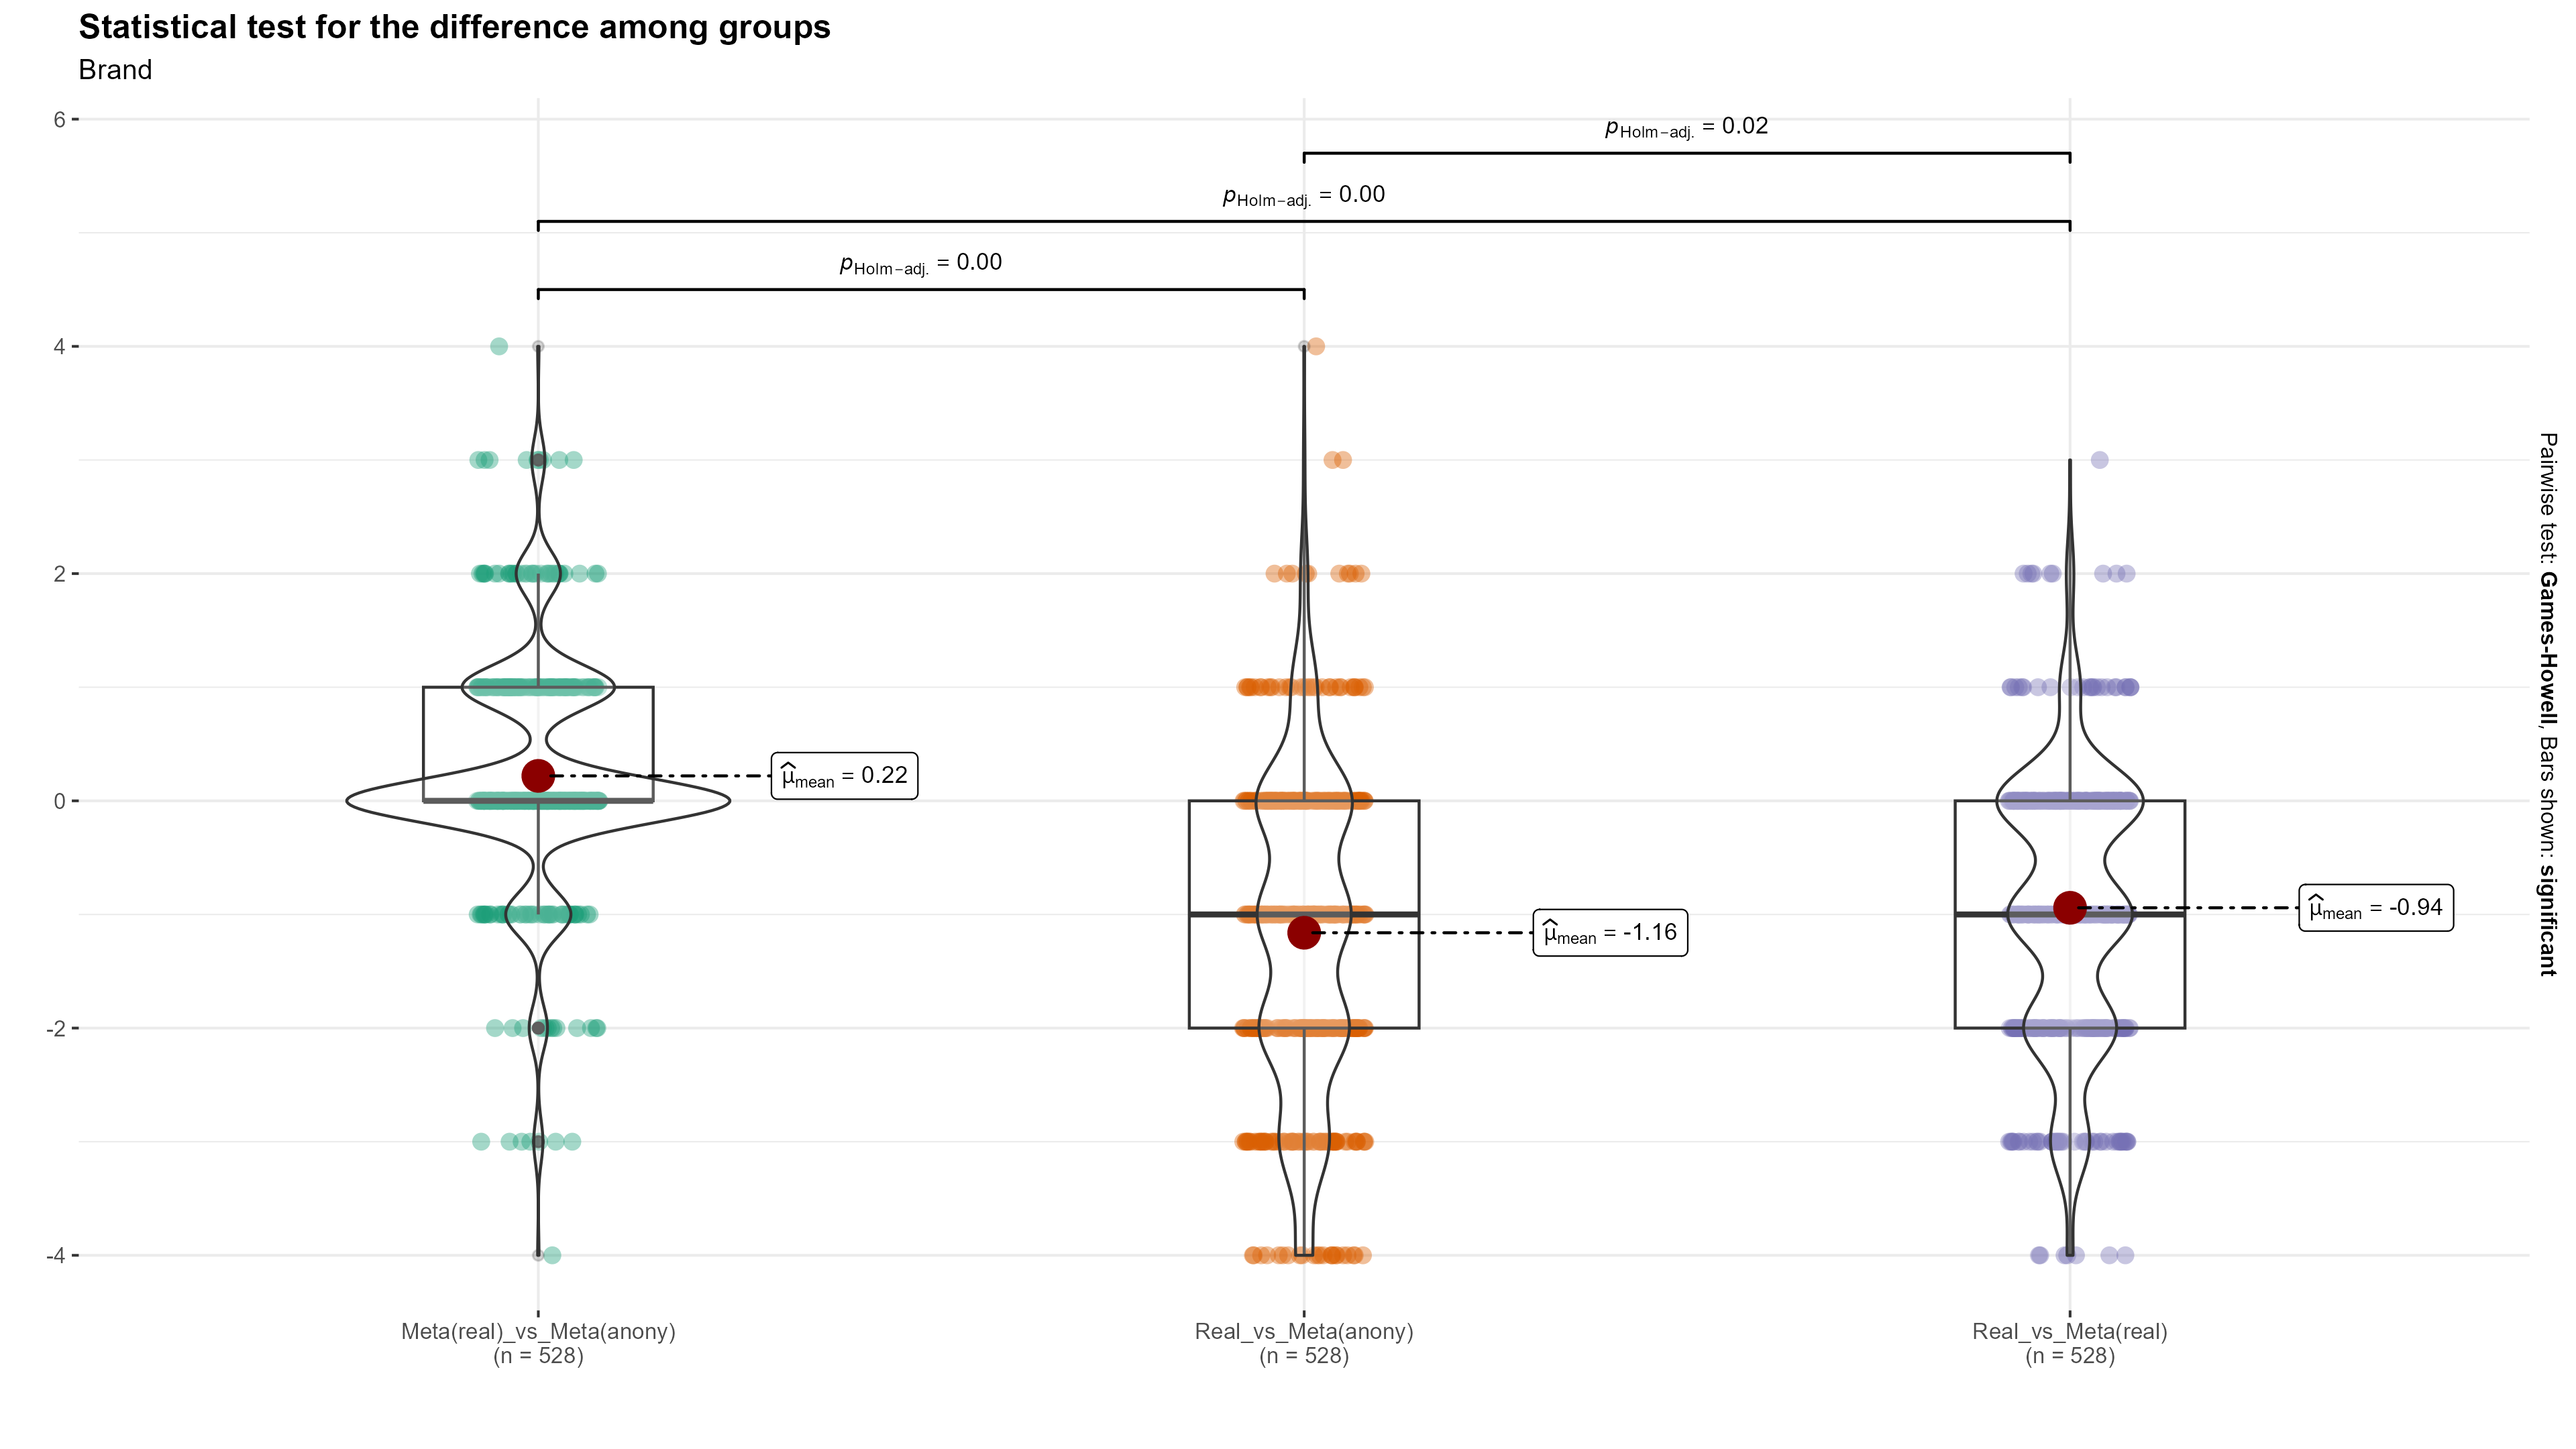 Statistical test for the difference among groups
Brand
6
4
2
0
-2
-4
pHolm−adj. = 0.02
pHolm−adj. = 0.00
pHolm−adj. = 0.00
μ̂mean = 0.22
μ̂mean = -1.16
μ̂mean = -0.94
Pairwise test: Games-Howell, Bars shown: significant
Meta(real)_vs_Meta(anony)
(n = 528)
Real_vs_Meta(anony)
(n = 528)
Real_vs_Meta(real)
(n = 528)